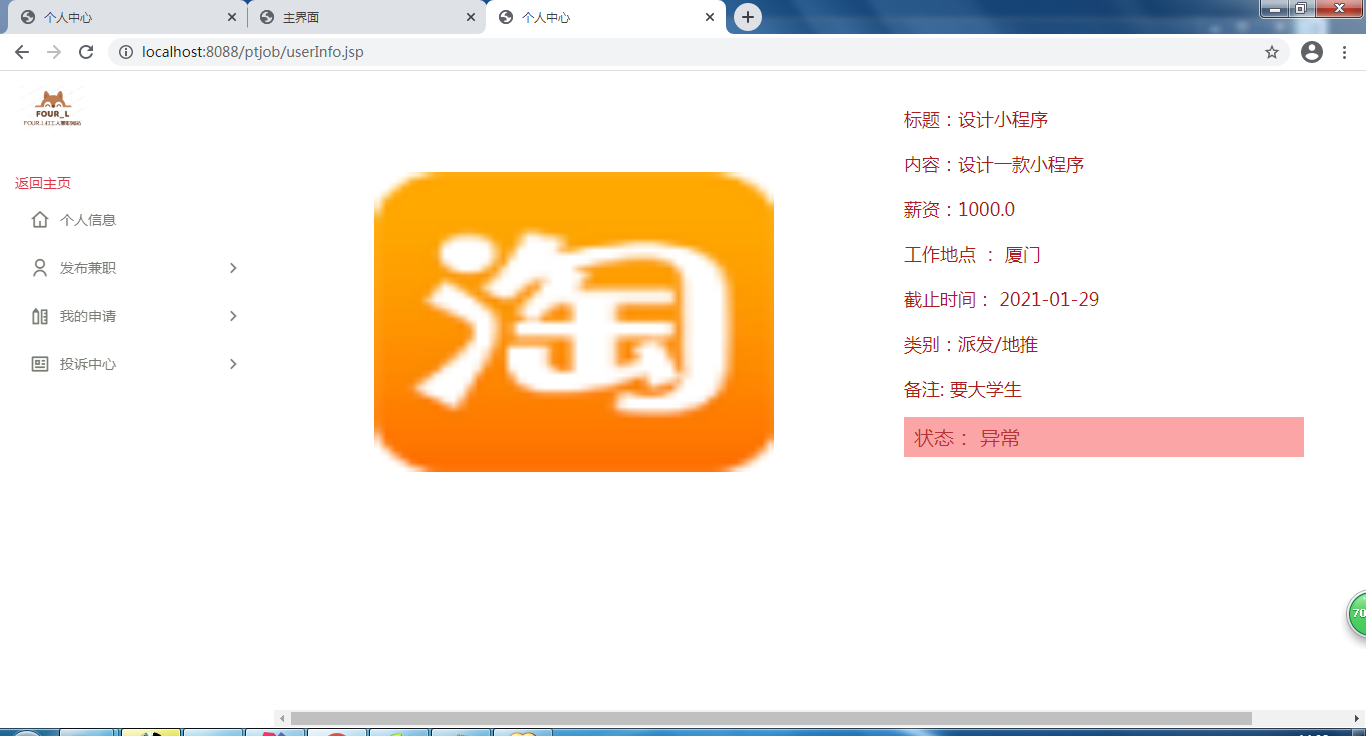 个人中心
主界面
个人中心
localhost:8088/ptjob/userInfo.jsp
FOUR_L
返回主页
个人信息
发布兼职
我的申请
投诉中心
淘
标题：设计小程序
内容：设计一款小程序
薪资：1000.0
工作地点 ： 厦门
截止时间： 2021-01-29
类别：派发/地推
备注: 要大学生
状态： 异常
70